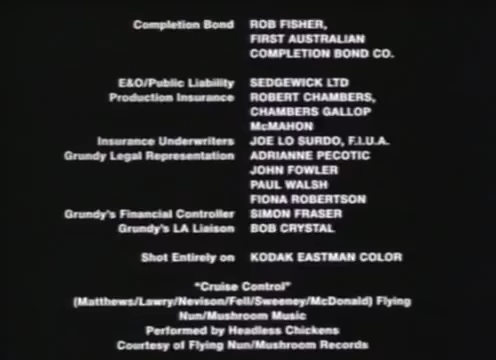 Completion Bond ROB FISHER,
FIRST AUSTRALIAN
COMPLETION BOND CO.
E&O/Public Liability SEDGEWICK LTD
Production Insurance ROBERT CHAMBERS,
CHAMBERS GALLOP
McMAHON
Insurance Underwriters JOE LO SURDO, F.I.U.A.
Grundy Legal Representation ADRIANNE PECOTIC
JOHN FOWLER
PAUL WALSH
FIONA ROBERTSON
Grundy's Financial Controller SIMON FRASER
Grundy's LA Liaison BOB CRYSTAL
Shot Entirely on KODAK EASTMAN COLOR
"Cruise Control"
(Matthews/Lawry/Nevison/Fell/Sweeney/McDonald) Flying
Nun/Mushroom Music
Performed by Headless Chickens
Courtesy of Flying Nun/Mushroom Records